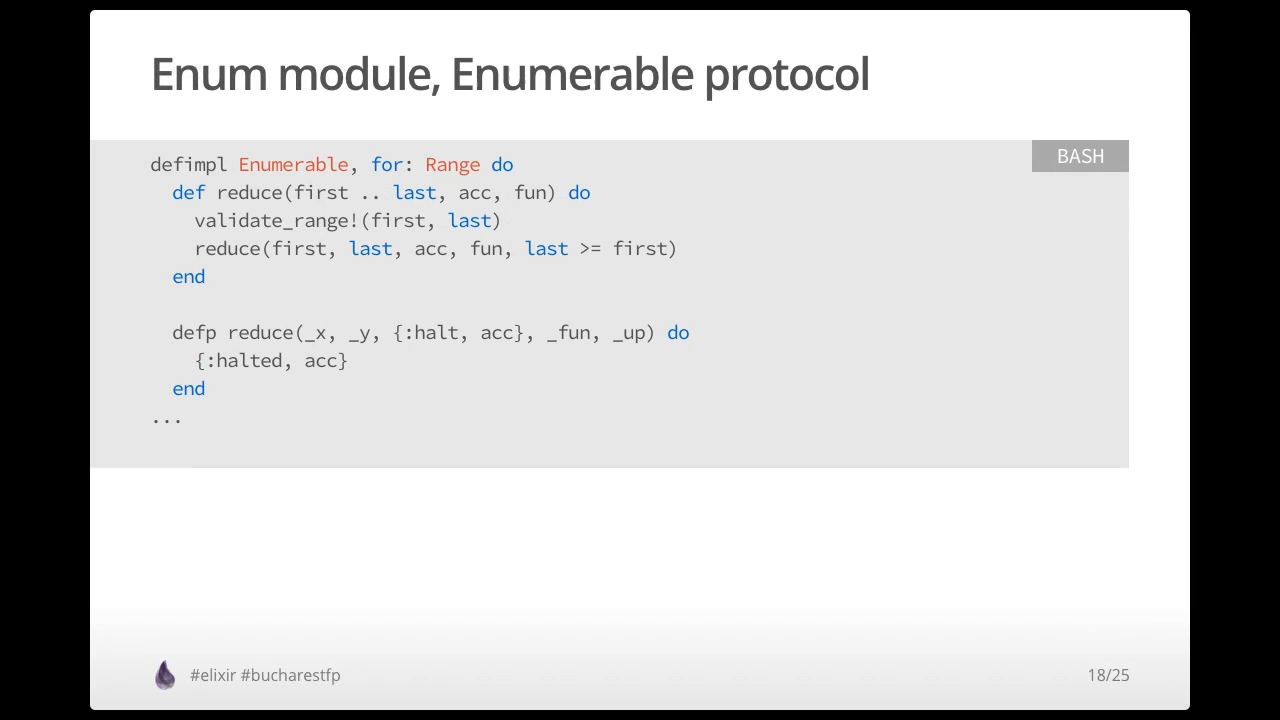 Enum module, Enumerable protocol
BASH
defimpl Enumerable, for: Range do
  def reduce(first .. last, acc, fun) do
    validate_range!(first, last)
    reduce(first, last, acc, fun, last >= first)
  end

  defp reduce(_x, _y, {:halt, acc}, _fun, _up) do
    {:halted, acc}
  end
...
#elixir #bucharestfp
18/25